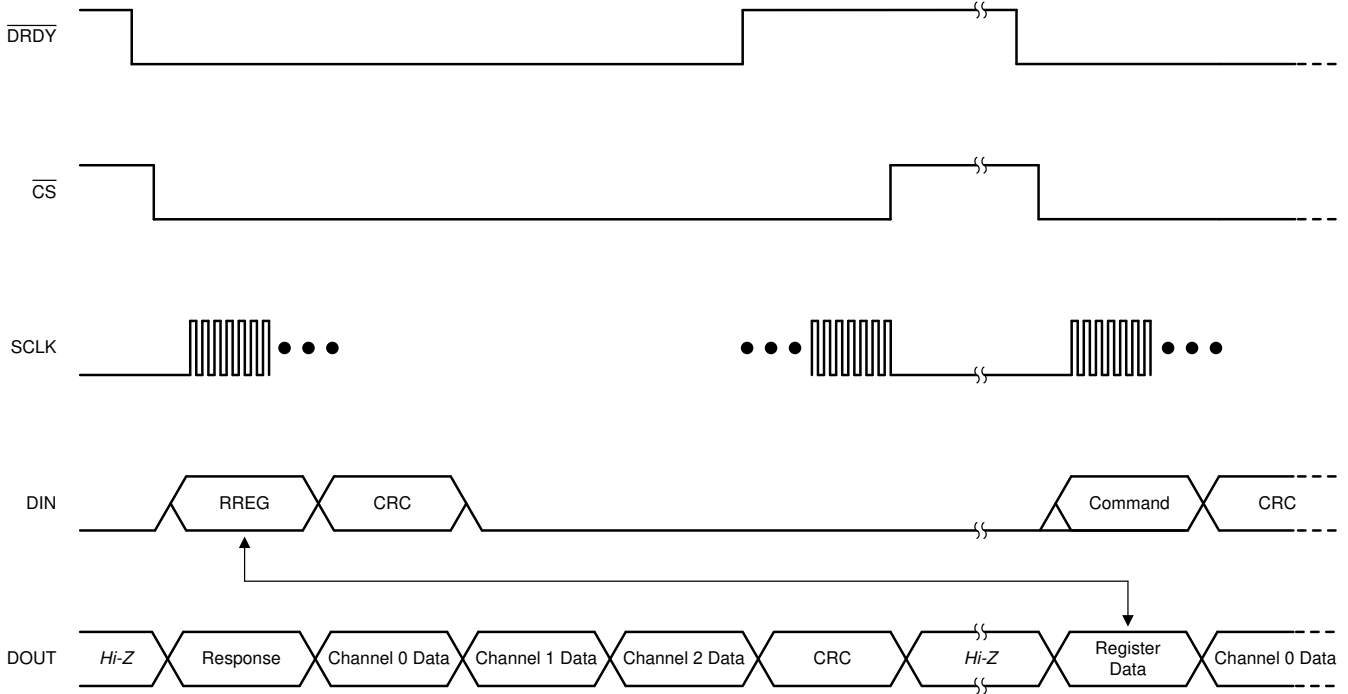 DRDY
CS
SCLK
DIN
RREG
CRC
Command
CRC
DOUT
Hi-Z
Response
Channel 0 Data
Channel 1 Data
Channel 2 Data
CRC
Hi-Z
Register
Data
Channel 0 Data